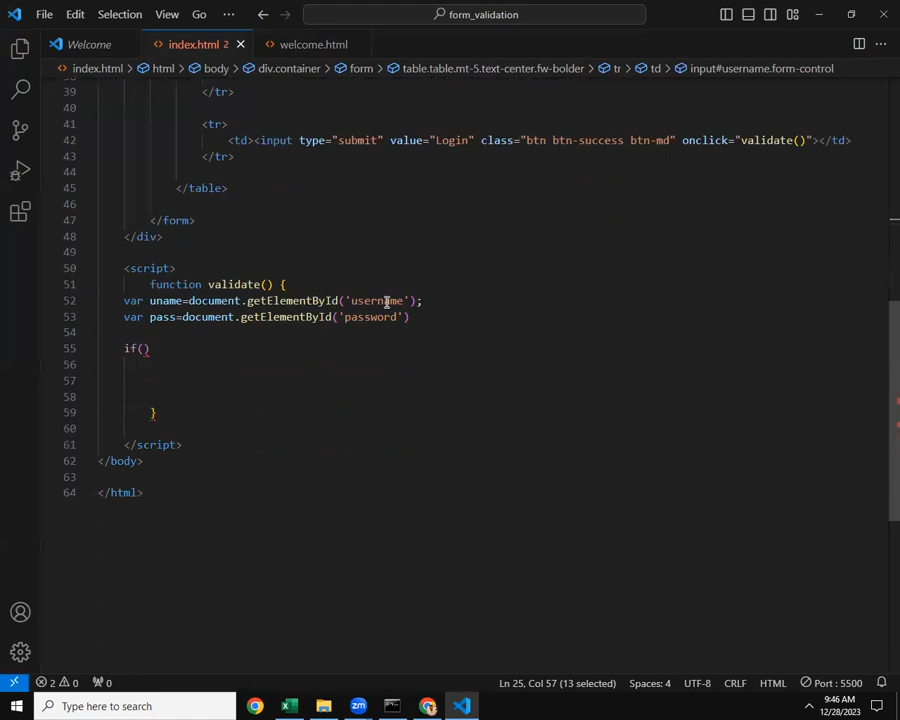 File Edit Selection View Go ··· form_validation
Welcome index.html 2 welcome.html
index.html > html > body > div.container > form > table.table.mt-5.text-center.fw-bolder > tr > td > input#username.form-control
39 </tr>
40
41 <tr>
42 <td><input type="submit" value="Login" class="btn btn-success btn-md" onclick="validate()"></td>
43 </tr>
44
45 </table>
46
47 </form>
48 </div>
49
50 <script>
51 function validate() {
52 var uname=document.getElementById('username');
53 var pass=document.getElementById('password')
54
55 if()
56
57
58
59 }
60
61 </script>
62 </body>
63
64 </html>
2 0 0 Ln 25, Col 57 (13 selected) Spaces: 4 UTF-8 CRLF HTML Port : 5500
Type here to search
9:46 AM
12/28/2023